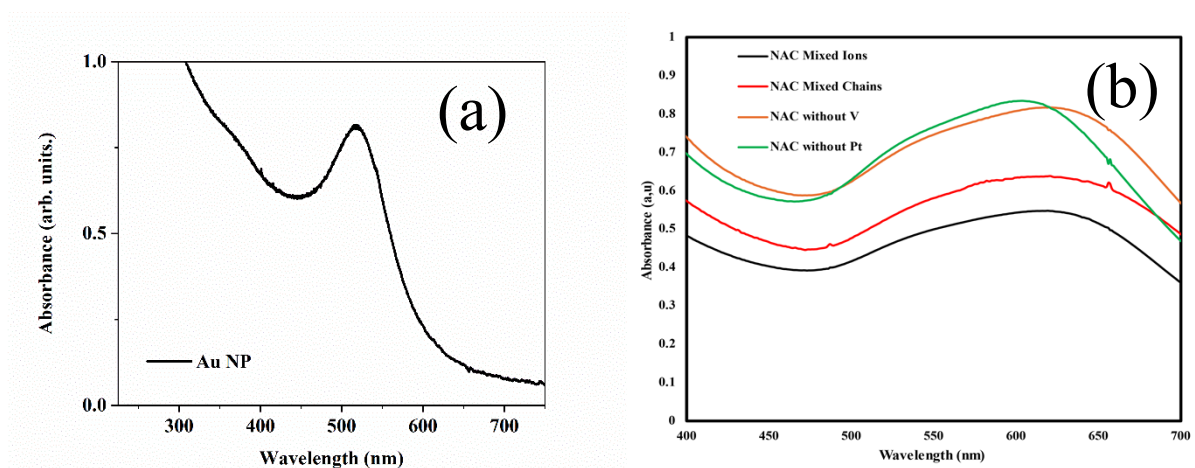 (a)
1.0
0.5
0.0
Absorbance (arb. units.)
Au NP
300 400 500 600 700
Wavelength (nm)
(b)
1
0.9
0.8
0.7
0.6
0.5
0.4
0.3
0.2
0.1
0
Absorbance (a,u)
NAC Mixed Ions
NAC Mixed Chains
NAC without V
NAC without Pt
400 450 500 550 600 650 700
Wavelength (nm)